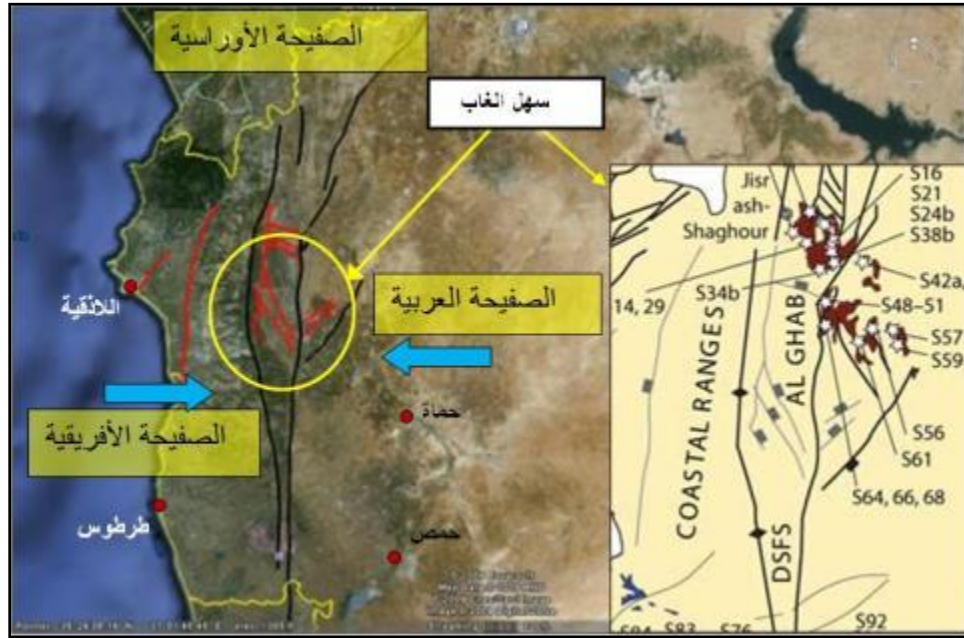 الصفيحة الأوراسية
سهل الغاب
الصفيحة العربية
اللاذقية
الصفيحة الأفريقية
حماة
طرطوس
حمص
S16
S21
S24b
S38b
Jisr
ash-
Shaghour
S42a,
14, 29
S34b
S48–51
S57
S59
COASTAL RANGES
AL GHAB
S56
S61
S64, 66, 68
DSFS
S92
S83
S76